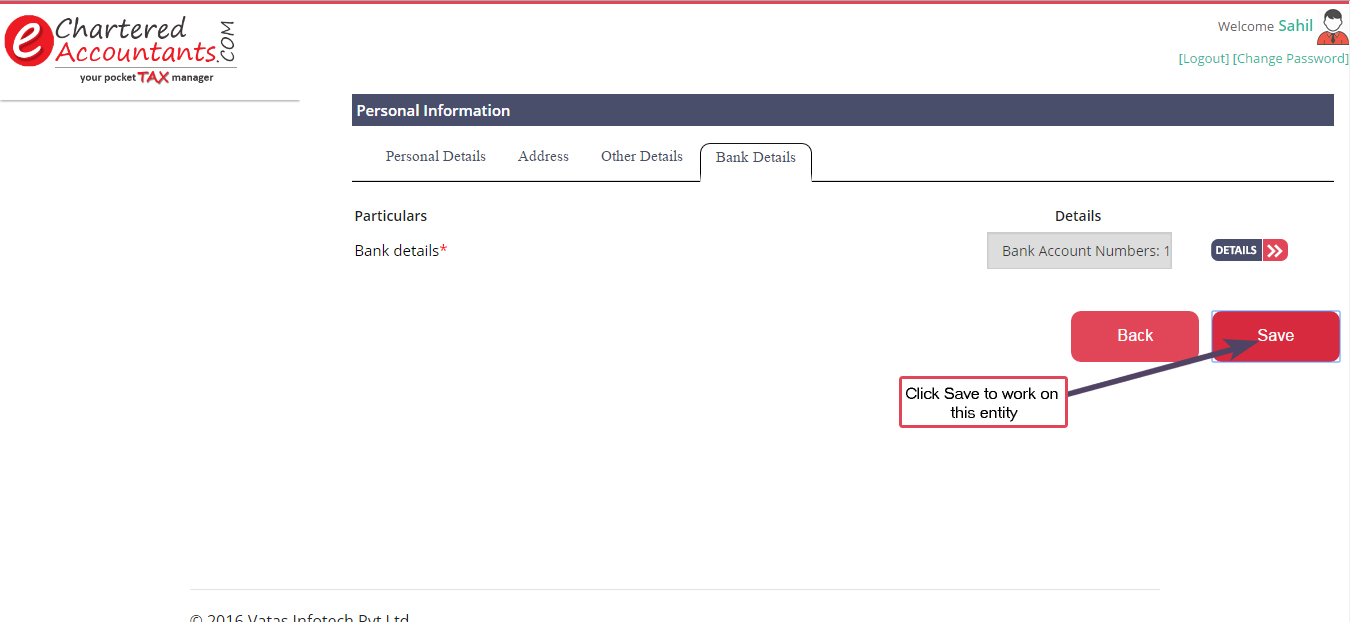 e Chartered
Accountants.COM
your pocket TAX manager
Welcome Sahil
[Logout] [Change Password]
Personal Information
Personal Details Address Other Details Bank Details
Particulars Details
Bank details* Bank Account Numbers: 1 DETAILS
Back Save
Click Save to work on
this entity
© 2016 Vatas Infotech Pvt Ltd